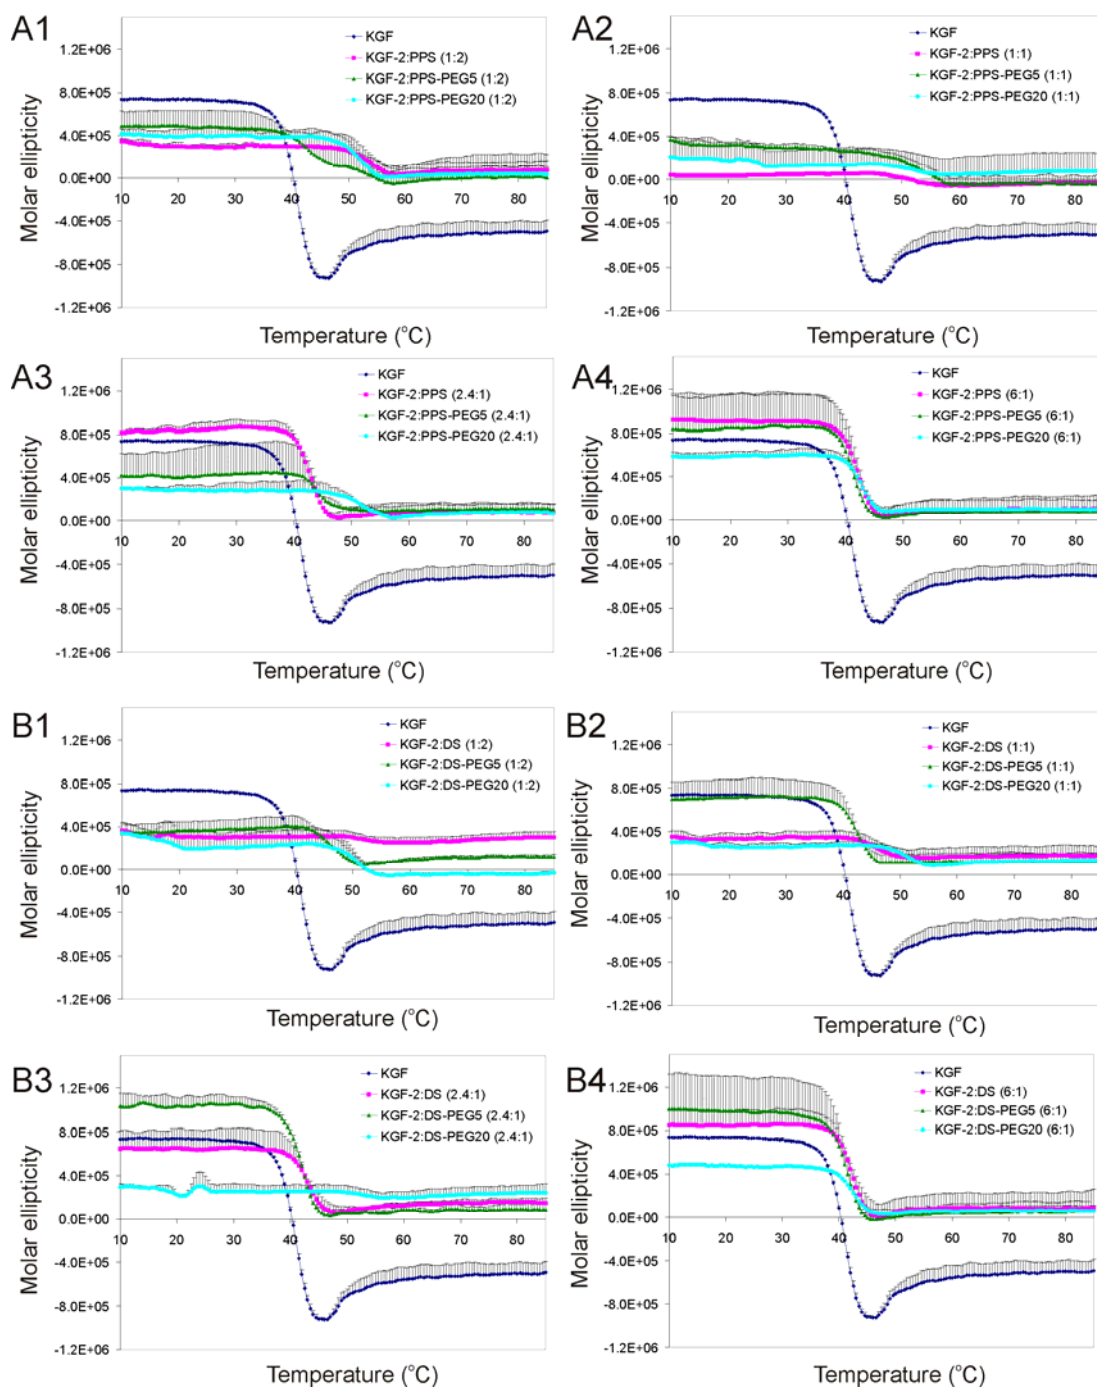 A1
KGF
KGF-2:PPS (1:2)
KGF-2:PPS-PEG5 (1:2)
KGF-2:PPS-PEG20 (1:2)
1.2E+06
8.0E+05
4.0E+05
0.0E+00
-4.0E+05
-8.0E+05
-1.2E+06
10 20 30 40 50 60 70 80
Molar ellipticity
Temperature (°C)
A2
KGF
KGF-2:PPS (1:1)
KGF-2:PPS-PEG5 (1:1)
KGF-2:PPS-PEG20 (1:1)
1.2E+06
8.0E+05
4.0E+05
0.0E+00
-4.0E+05
-8.0E+05
-1.2E+06
10 20 30 40 50 60 70 80
Molar ellipticity
Temperature (°C)
A3
KGF
KGF-2:PPS (2.4:1)
KGF-2:PPS-PEG5 (2.4:1)
KGF-2:PPS-PEG20 (2.4:1)
1.2E+06
8.0E+05
4.0E+05
0.0E+00
-4.0E+05
-8.0E+05
-1.2E+06
10 20 30 40 50 60 70 80
Molar ellipticity
Temperature (°C)
A4
KGF
KGF-2:PPS (6:1)
KGF-2:PPS-PEG5 (6:1)
KGF-2:PPS-PEG20 (6:1)
1.2E+06
8.0E+05
4.0E+05
0.0E+00
-4.0E+05
-8.0E+05
-1.2E+06
10 20 30 40 50 60 70 80
Molar ellipticity
Temperature (°C)
B1
KGF
KGF-2:DS (1:2)
KGF-2:DS-PEG5 (1:2)
KGF-2:DS-PEG20 (1:2)
1.2E+06
8.0E+05
4.0E+05
0.0E+00
-4.0E+05
-8.0E+05
-1.2E+06
10 20 30 40 50 60 70 80
Molar ellipticity
Temperature (°C)
B2
KGF
KGF-2:DS (1:1)
KGF-2:DS-PEG5 (1:1)
KGF-2:DS-PEG20 (1:1)
1.2E+06
8.0E+05
4.0E+05
0.0E+00
-4.0E+05
-8.0E+05
-1.2E+06
10 20 30 40 50 60 70 80
Molar ellipticity
Temperature (°C)
B3
KGF
KGF-2:DS (2.4:1)
KGF-2:DS-PEG5 (2.4:1)
KGF-2:DS-PEG20 (2.4:1)
1.2E+06
8.0E+05
4.0E+05
0.0E+00
-4.0E+05
-8.0E+05
-1.2E+06
10 20 30 40 50 60 70 80
Molar ellipticity
Temperature (°C)
B4
KGF
KGF-2:DS (6:1)
KGF-2:DS-PEG5 (6:1)
KGF-2:DS-PEG20 (6:1)
1.2E+06
8.0E+05
4.0E+05
0.0E+00
-4.0E+05
-8.0E+05
-1.2E+06
10 20 30 40 50 60 70 80
Molar ellipticity
Temperature (°C)